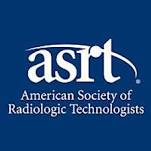 asrt®
American Society of
Radiologic Technologists